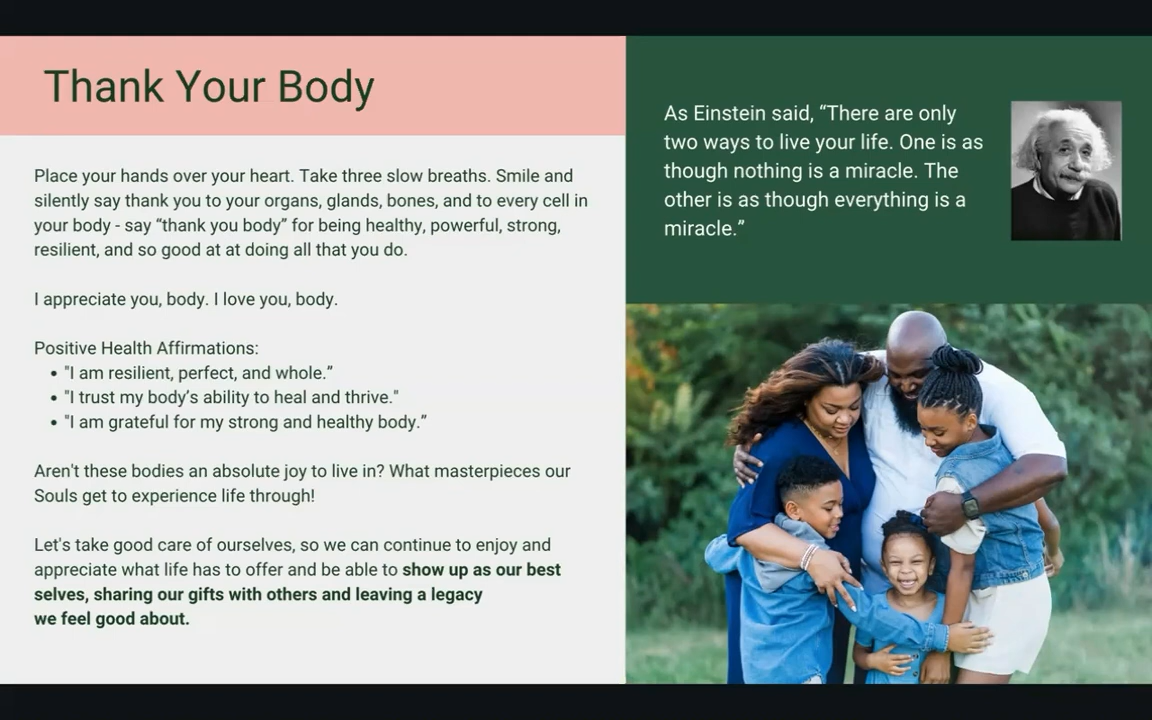 Thank Your Body
Place your hands over your heart. Take three slow breaths. Smile and
silently say thank you to your organs, glands, bones, and to every cell in
your body - say “thank you body” for being healthy, powerful, strong,
resilient, and so good at at doing all that you do.
I appreciate you, body. I love you, body.
Positive Health Affirmations:
• "I am resilient, perfect, and whole.”
• "I trust my body’s ability to heal and thrive."
• "I am grateful for my strong and healthy body.”
Aren't these bodies an absolute joy to live in? What masterpieces our
Souls get to experience life through!
Let's take good care of ourselves, so we can continue to enjoy and
appreciate what life has to offer and be able to show up as our best
selves, sharing our gifts with others and leaving a legacy
we feel good about.
As Einstein said, “There are only
two ways to live your life. One is as
though nothing is a miracle. The
other is as though everything is a
miracle.”